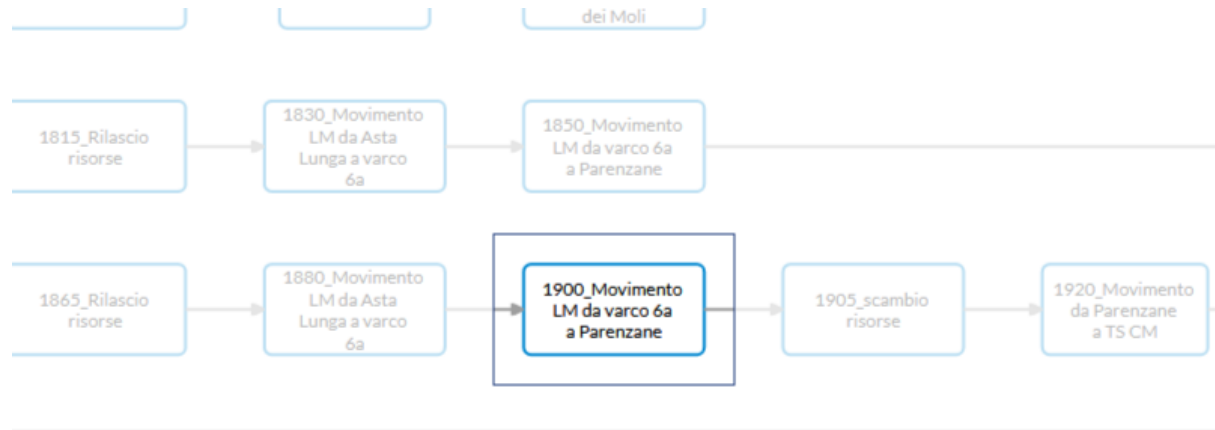 dei Moli
1815_Rilascio
risorse
1830_Movimento
LM da Asta
Lunga a varco
6a
1850_Movimento
LM da varco 6a
a Parenzane
1865_Rilascio
risorse
1880_Movimento
LM da Asta
Lunga a varco
6a
1900_Movimento
LM da varco 6a
a Parenzane
1905_scambio
risorse
1920_Movimento
da Parenzane
a TS CM